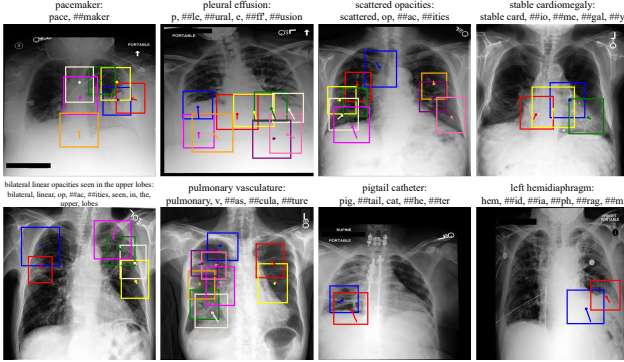 pacemaker:
pace, ##maker
pleural effusion:
p, ##le, ##ural, e, ##ff, ##usion
scattered opacities:
scattered, op, ##ac, ##ities
stable cardiomegaly:
stable card, ##io, ##me, ##gal, ##y
PORTABLE
PORTABLE
bilateral linear opacities seen in the upper lobes:
bilateral, linear, op, ##ac, ##ities, seen, in, the,
upper, lobes
pulmonary vasculature:
pulmonary, v, ##as, ##cula, ##ture
pigtail catheter:
pig, ##tail, cat, ##he, ##ter
left hemidiaphragm:
hem, ##id, ##ia, ##ph, ##rag, ##m
SUPINE
PORTABLE
PORTABLE